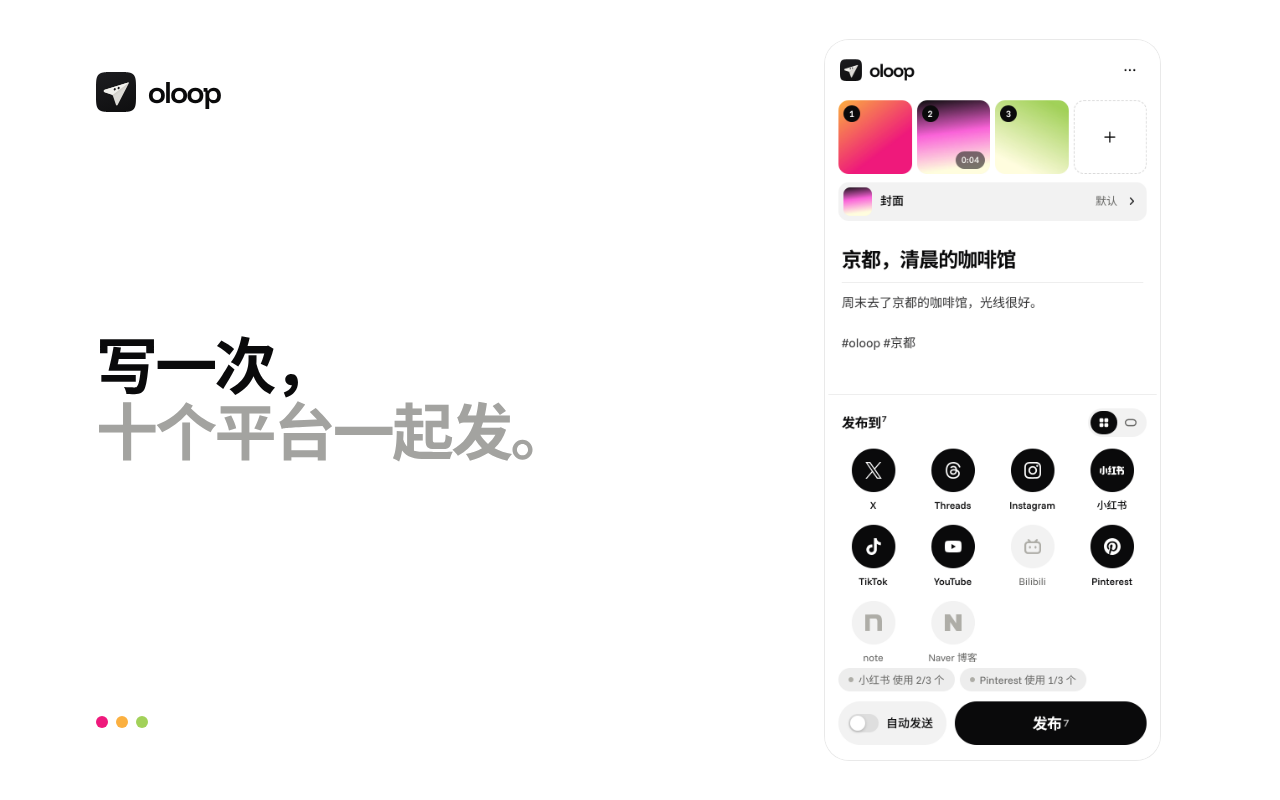 oloop
写一次，
十个平台一起发。
oloop
1
2
3
0:04
封面
默认
京都，清晨的咖啡馆
周末去了京都的咖啡馆，光线很好。
#oloop #京都
发布到7
小红书
X
Threads
Instagram
小红书
TikTok
YouTube
Bilibili
Pinterest
note
Naver 博客
小红书 使用 2/3 个
Pinterest 使用 1/3 个
自动发送
发布7